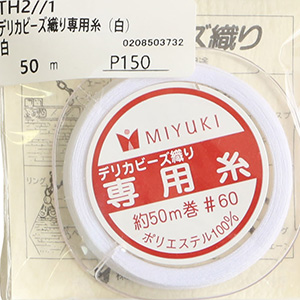 TH2//1
デリカビーズ織り専用糸（白）
白
0208503732
50 m
P150
ーズ織り
MIYUKI
デリカビーズ織り
専用糸
約50m巻 #60
ポリエステル100%